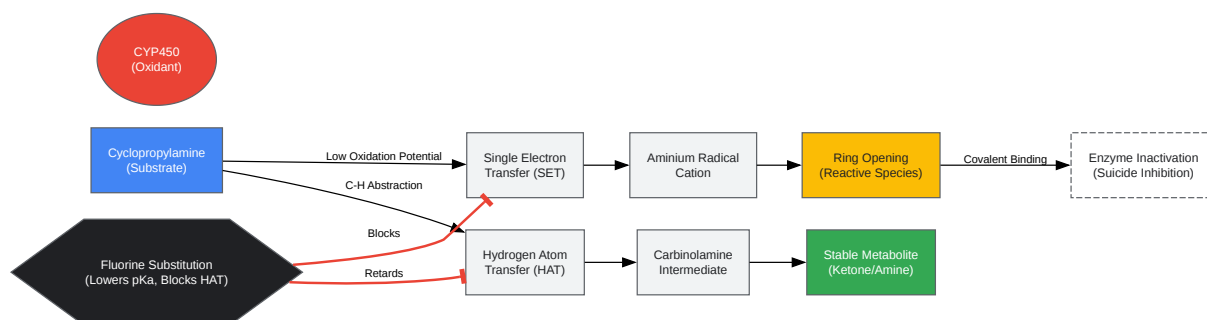 CYP450
(Oxidant)
Cyclopropylamine
(Substrate)
Low Oxidation Potential
C-H Abstraction
Single Electron
Transfer (SET)
Aminium Radical
Cation
Ring Opening
(Reactive Species)
Covalent Binding
Enzyme Inactivation
(Suicide Inhibition)
Fluorine Substitution
(Lowers pKa, Blocks HAT)
Blocks
Retards
Hydrogen Atom
Transfer (HAT)
Carbinolamine
Intermediate
Stable Metabolite
(Ketone/Amine)